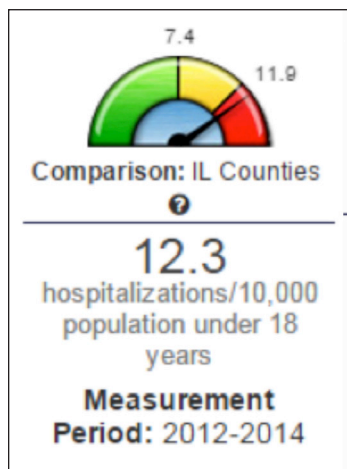 7.4
11.9
Comparison: IL Counties
?
12.3
hospitalizations/10,000
population under 18
years
Measurement
Period: 2012-2014